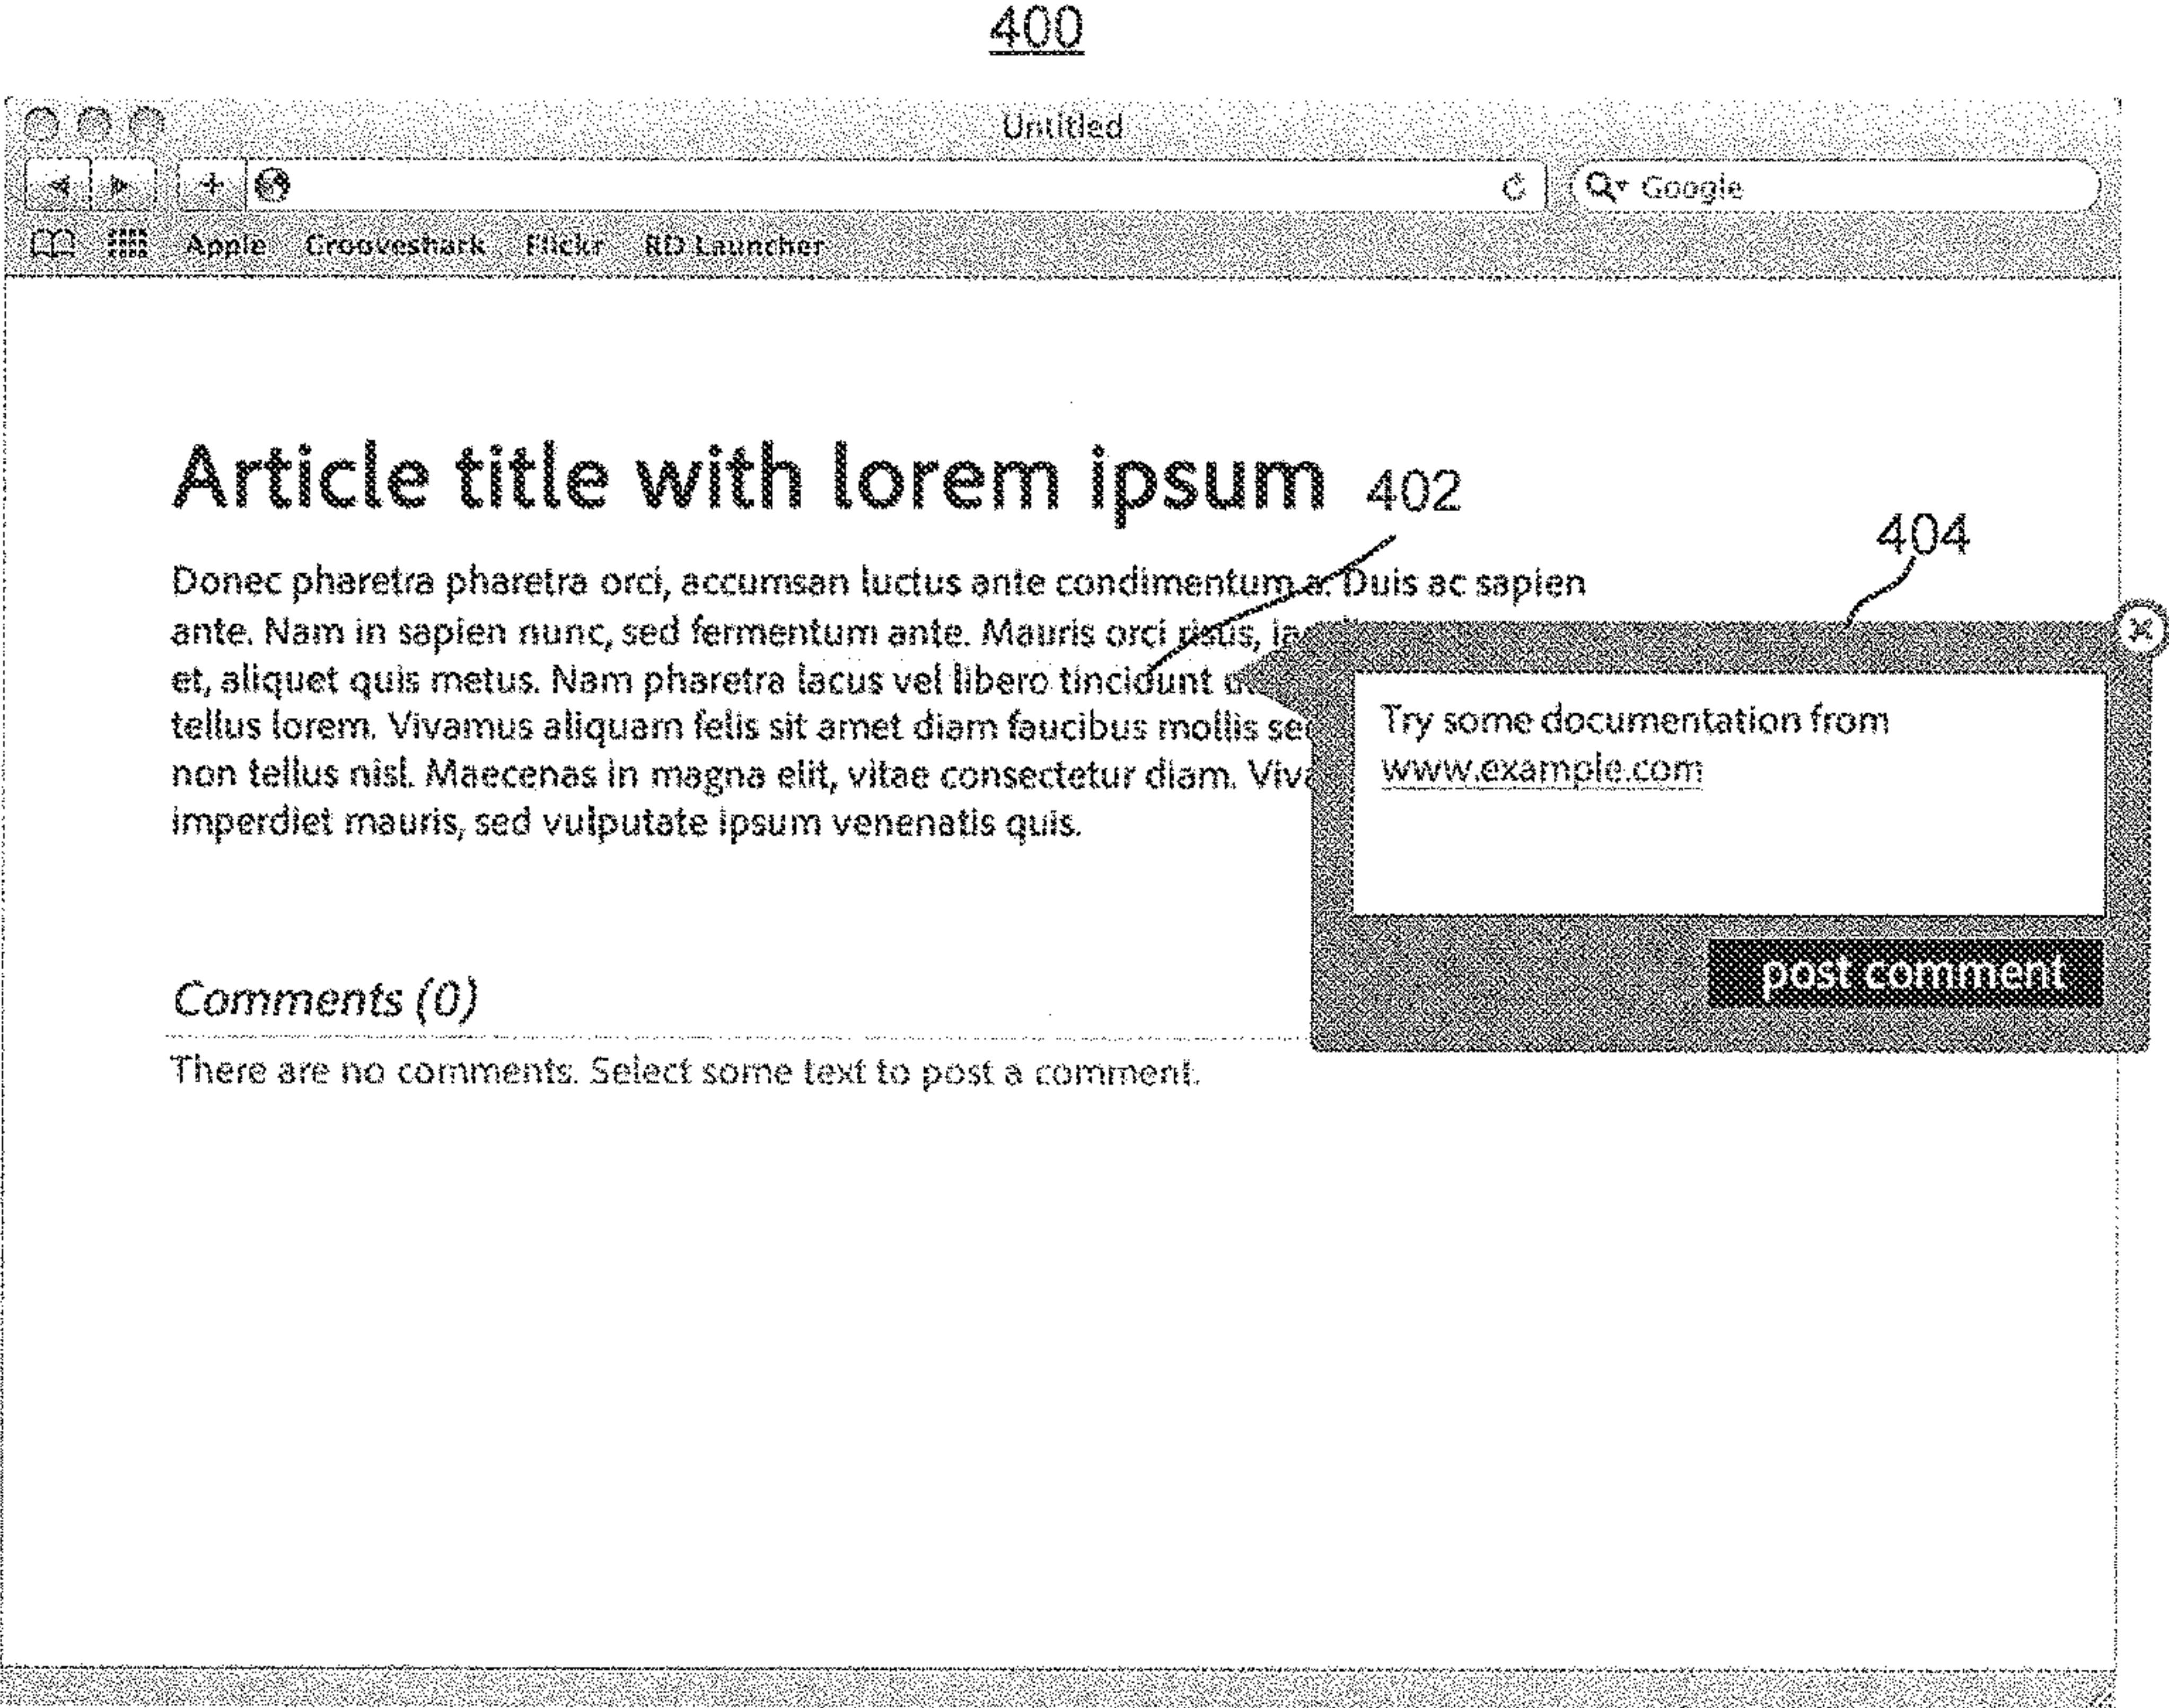 400
Untitled
Google
Apple Grooveshark Flickr RD Launcher
Article title with lorem ipsum
402
404
Donec pharetra pharetra orci, accumsan luctus ante condimentum a. Duis ac sapien
ante. Nam in sapien nunc, sed fermentum ante. Mauris orci risus,
et, aliquet quis metus. Nam pharetra lacus vel libero tincidunt
tellus lorem. Vivamus aliquam felis sit amet diam faucibus mollis
non tellus nisl. Maecenas in magna elit, vitae consectetur diam.
imperdiet mauris, sed vulputate ipsum venenatis quis.
Try some documentation from
www.example.com
post comment
Comments (0)
There are no comments. Select some text to post a comment.